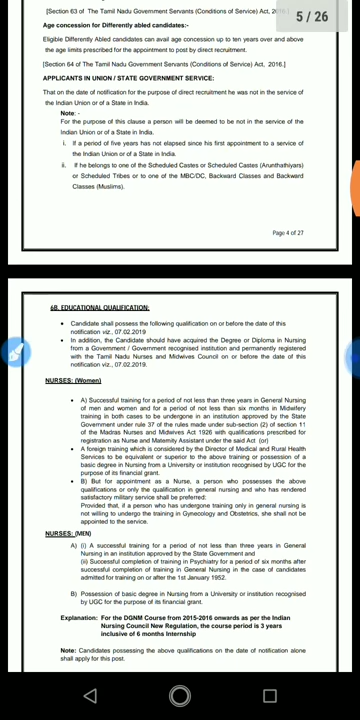 [Section 63 of The Tamil Nadu Government Servants (Conditions of Service) Act, 2016.]
5 / 26
Age concession for Differently abled candidates:-
Eligible Differently Abled candidates can avail age concession up to ten years over and above
the age limits prescribed for the appointment to post by direct recruitment.
[Section 64 of The Tamil Nadu Government Servants (Conditions of Service) Act, 2016.]
APPLICANTS IN UNION / STATE GOVERNMENT SERVICE:
That on the date of notification for the purpose of direct recruitment he was not in the service of
the Indian Union or of a State in India.
Note: -
For the purpose of this clause a person will be deemed to be not in the service of the
Indian Union or of a State in India.
i. If a period of five years has not elapsed since his first appointment to a service of
the Indian Union or of a State in India.
ii. If he belongs to one of the Scheduled Castes or Scheduled Castes (Arunthathiyars)
or Scheduled Tribes or to one of the MBC/DC, Backward Classes and Backward
Classes (Muslims).
Page 4 of 27
6B. EDUCATIONAL QUALIFICATION:
• Candidate shall possess the following qualification on or before the date of this
notification viz., 07.02.2019
• In addition, the Candidate should have acquired the Degree or Diploma in Nursing
from a Government / Government recognised institution and permanently registered
with the Tamil Nadu Nurses and Midwives Council on or before the date of this
notification viz., 07.02.2019.
NURSES: (Women)
• A) Successful training for a period of not less than three years in General Nursing
of men and women and for a period of not less than six months in Midwifery
training in both cases to be undergone in an institution approved by the State
Government under rule 37 of the rules made under sub-section (2) of section 11
of the Madras Nurses and Midwives Act 1926 with qualifications prescribed for
registration as Nurse and Maternity Assistant under the said Act (or)
• A foreign training which is considered by the Director of Medical and Rural Health
Services to be equivalent or superior to the above training or possession of a
basic degree in Nursing from a University or institution recognised by UGC for the
purpose of its financial grant.
• B) But for appointment as a Nurse, a person who possesses the above
qualifications or only the qualification in general nursing and who has rendered
satisfactory military service shall be preferred:
Provided that, if a person who has undergone training only in general nursing is
not willing to undergo the training in Gynecology and Obstetrics, she shall not be
appointed to the service.
NURSES: (MEN)
A) (i) A successful training for a period of not less than three years in General
Nursing in an institution approved by the State Government and
(ii) Successful completion of training in Psychiatry for a period of six months after
successful completion of training in General Nursing in the case of candidates
admitted for training on or after the 1st January 1952.
B) Possession of basic degree in Nursing from a University or institution recognised
by UGC for the purpose of its financial grant.
Explanation: For the DGNM Course from 2015-2016 onwards as per the Indian
Nursing Council New Regulation, the course period is 3 years
inclusive of 6 months Internship
Note: Candidates possessing the above qualifications on the date of notification alone
shall apply for this post.